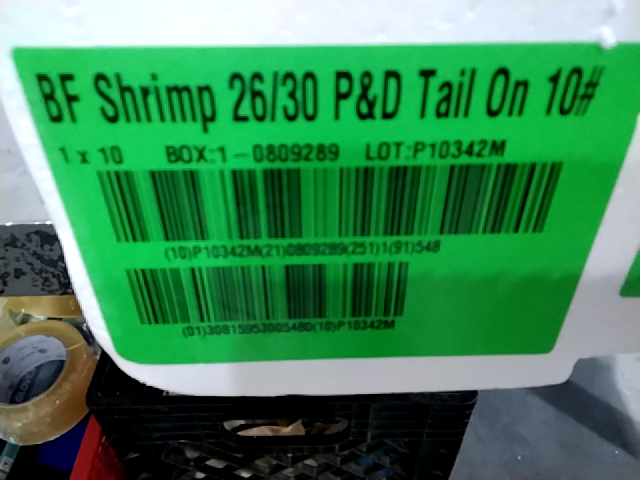 BF Shrimp 26/30 P&D Tail On 10#
1 x 10 BOX:1-0809289 LOT:P10342M
(10)P10342M(21)0809289(251)1(91)548
(01)30815953005480(10)P10342M